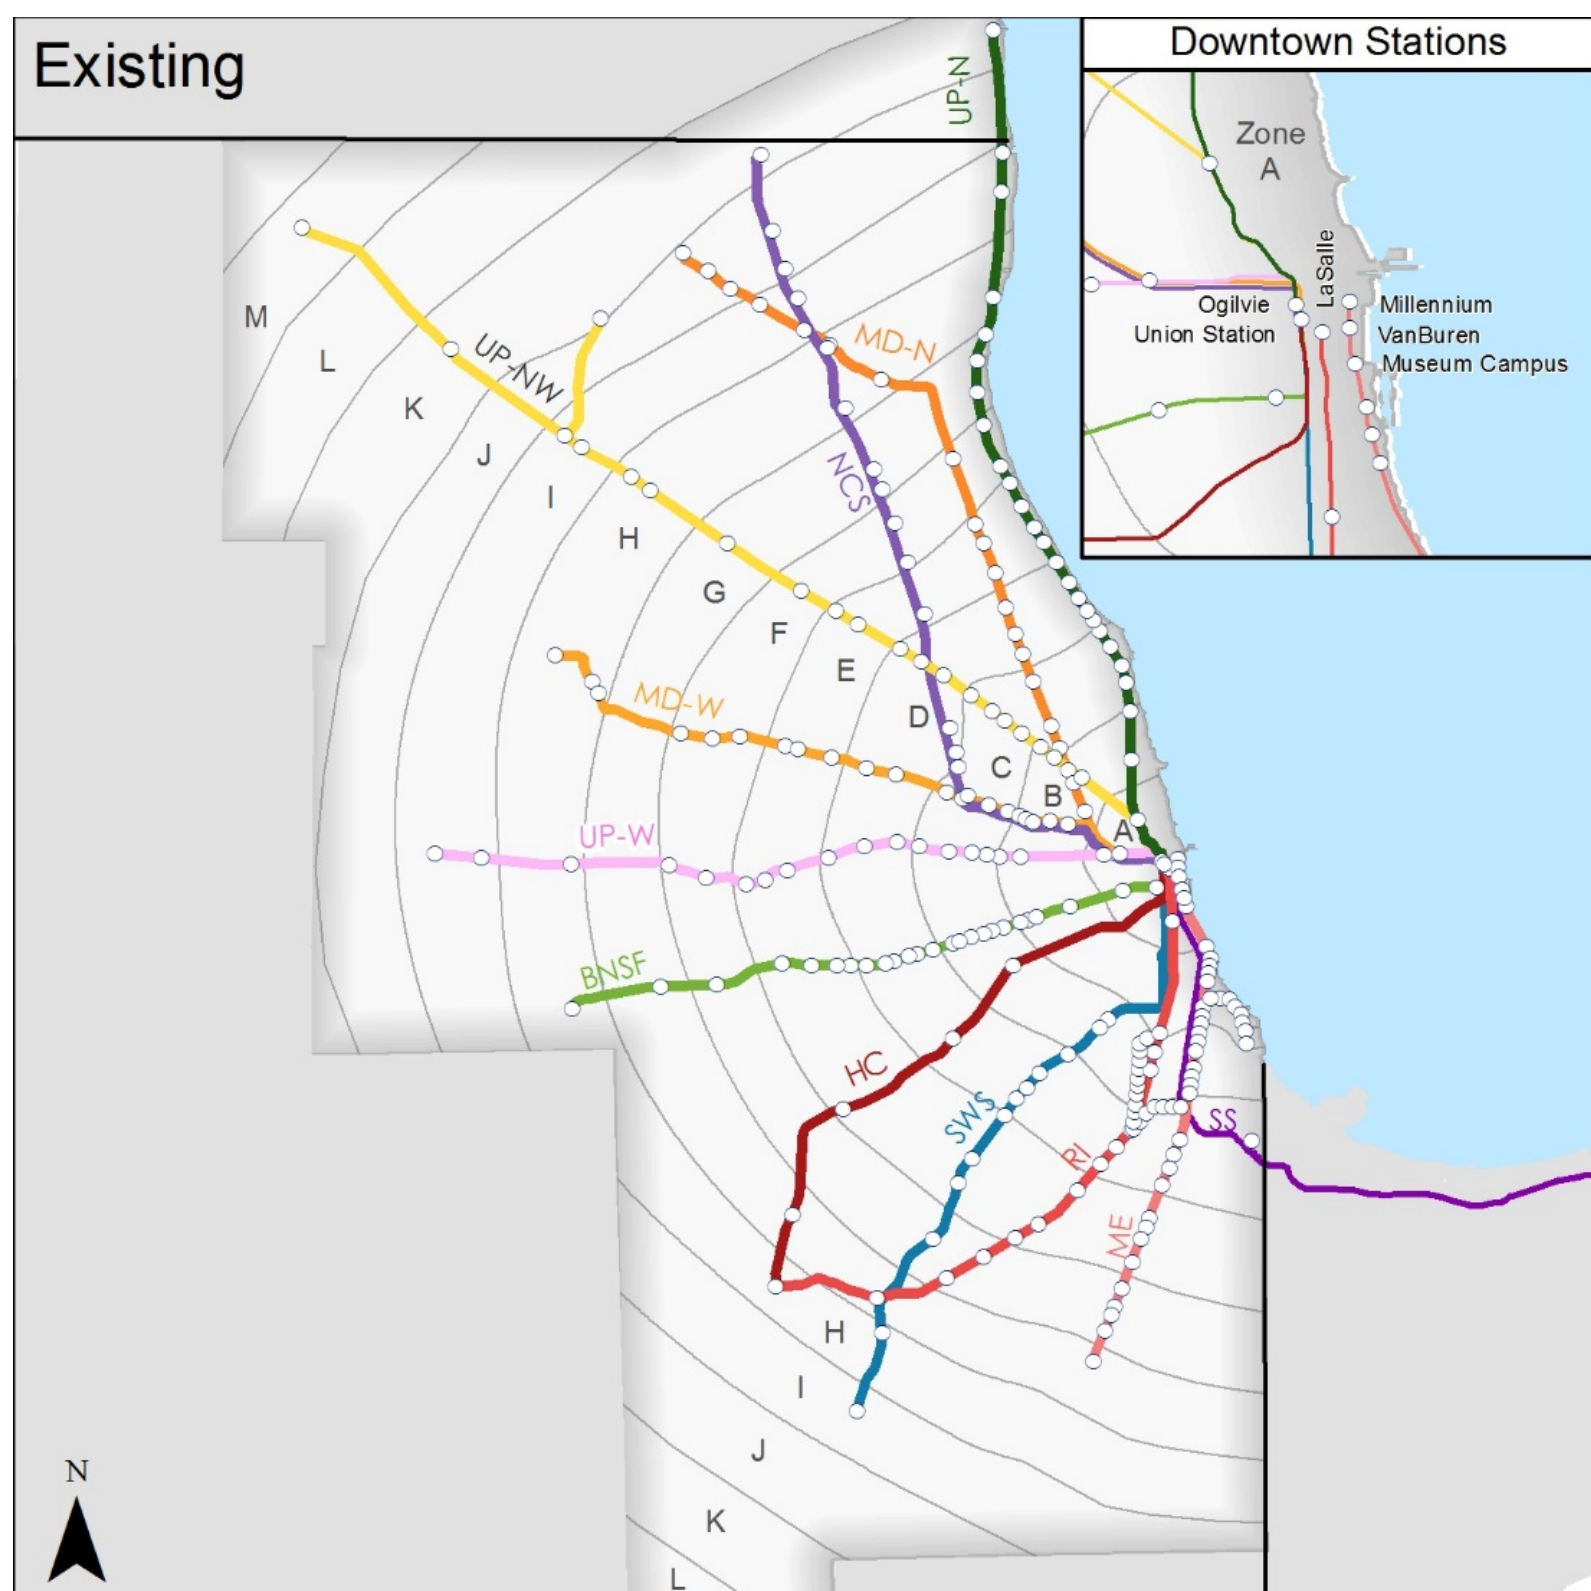 Existing
Downtown Stations
Zone
A
LaSalle
Ogilvie
Millennium
Union Station
VanBuren
Museum Campus
UP-N
M
L
K
J
I
H
G
F
E
D
C
B
A
UP-NW
MD-N
NCS
MD-W
UP-W
BNSF
HC
SWS
RI
SS
ME
H
I
J
K
L
N